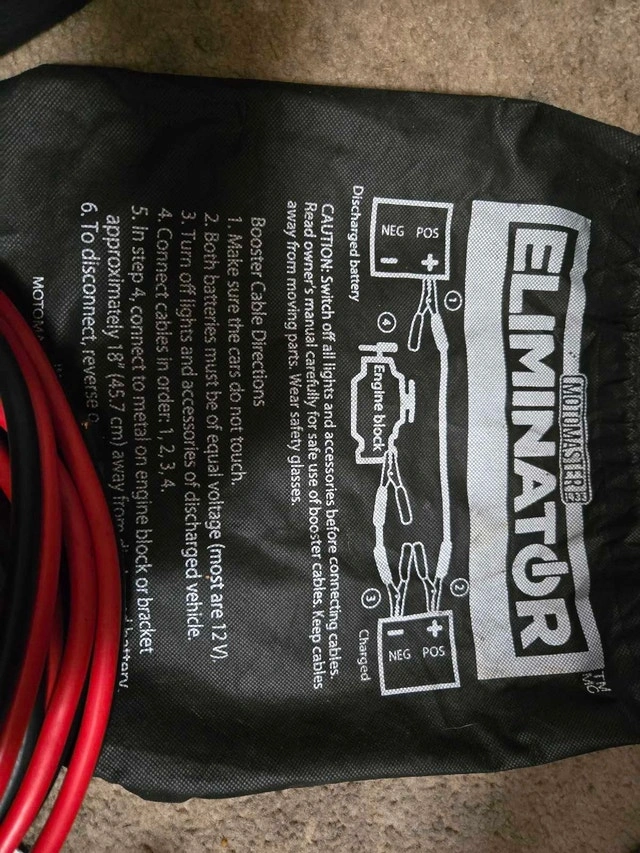 MOTOMASTER
ELIMINATOR
TM
MC
1
2
NEG POS
− +
Discharged battery
4
Engine block
3
+ −
POS NEG
Charged
CAUTION: Switch off all lights and accessories before connecting cables.
Read owner's manual carefully for safe use of booster cables. Keep cables
away from moving parts. Wear safety glasses.
Booster Cable Directions
1. Make sure the cars do not touch.
2. Both batteries must be of equal voltage (most are 12 V).
3. Turn off lights and accessories of discharged vehicle.
4. Connect cables in order: 1, 2, 3, 4.
5. In step 4, connect to metal on engine block or bracket
approximately 18" (45.7 cm) away from battery
6. To disconnect, reverse